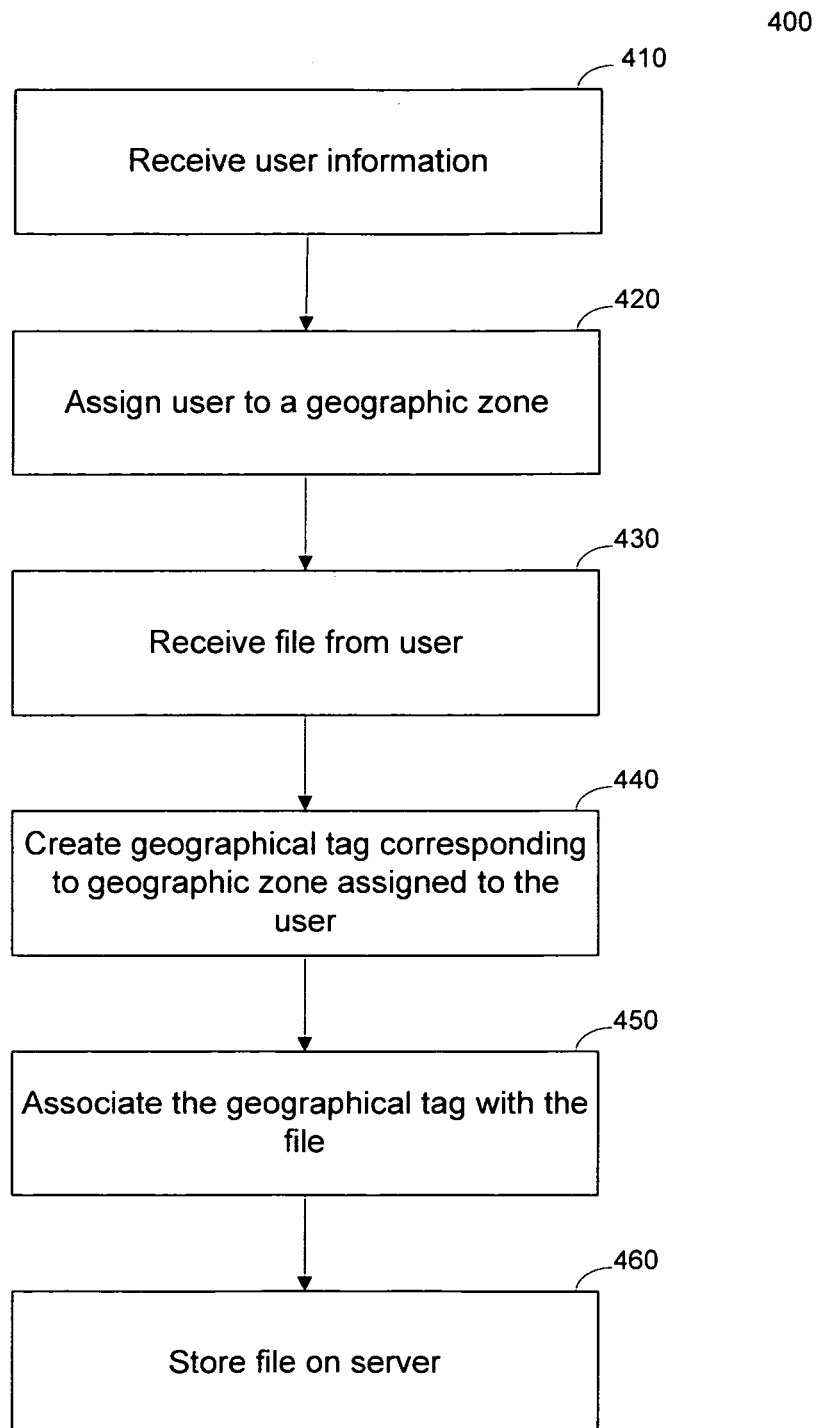 400
410
Receive user information
420
Assign user to a geographic zone
430
Receive file from user
440
Create geographical tag corresponding
to geographic zone assigned to the
user
450
Associate the geographical tag with the
file
460
Store file on server